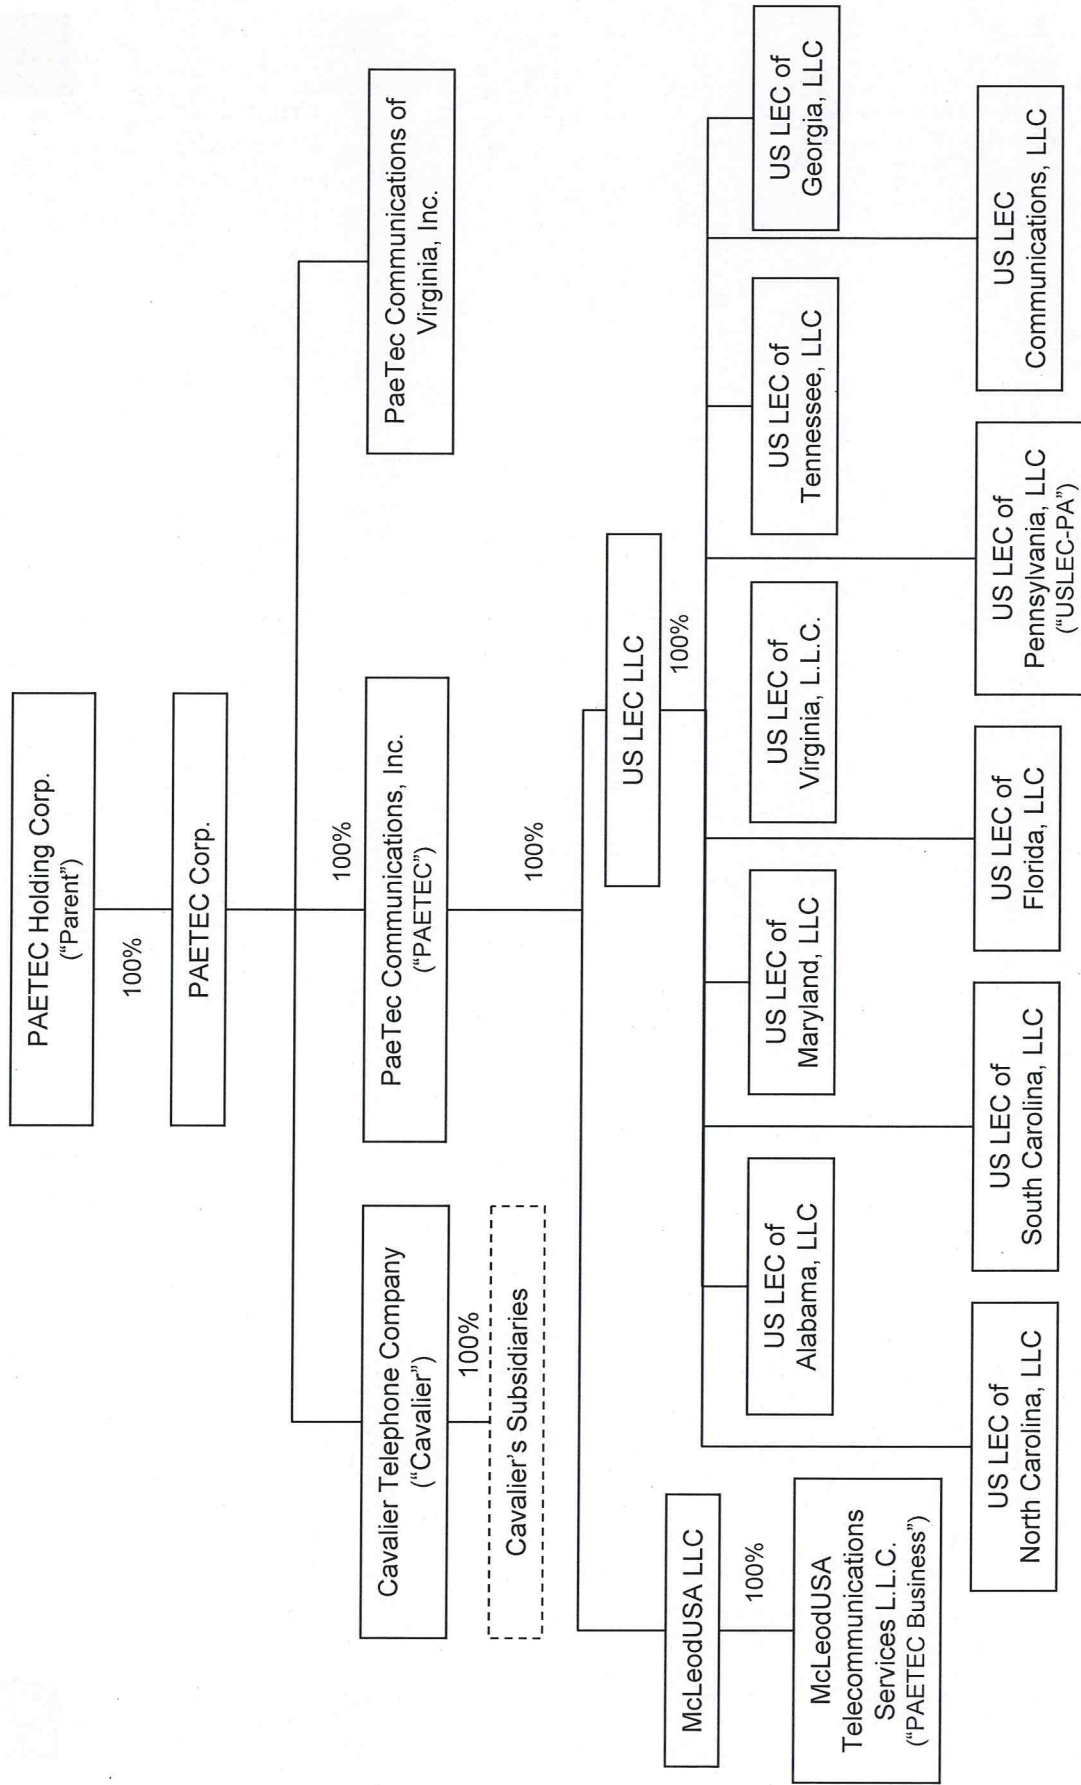 PAETEC Holding Corp.
("Parent")
100%
PAETEC Corp.
100%
Cavalier Telephone Company
("Cavalier")
PaeTec Communications, Inc.
("PAETEC")
PaeTec Communications of
Virginia, Inc.
100%
Cavalier's Subsidiaries
100%
McLeodUSA LLC
US LEC LLC
100%
100%
McLeodUSA
Telecommunications
Services L.L.C.
("PAETEC Business")
US LEC of
Alabama, LLC
US LEC of
Maryland, LLC
US LEC of
Virginia, L.L.C.
US LEC of
Tennessee, LLC
US LEC of
Georgia, LLC
US LEC of
North Carolina, LLC
US LEC of
South Carolina, LLC
US LEC of
Florida, LLC
US LEC of
Pennsylvania, LLC
("USLEC-PA")
US LEC
Communications, LLC